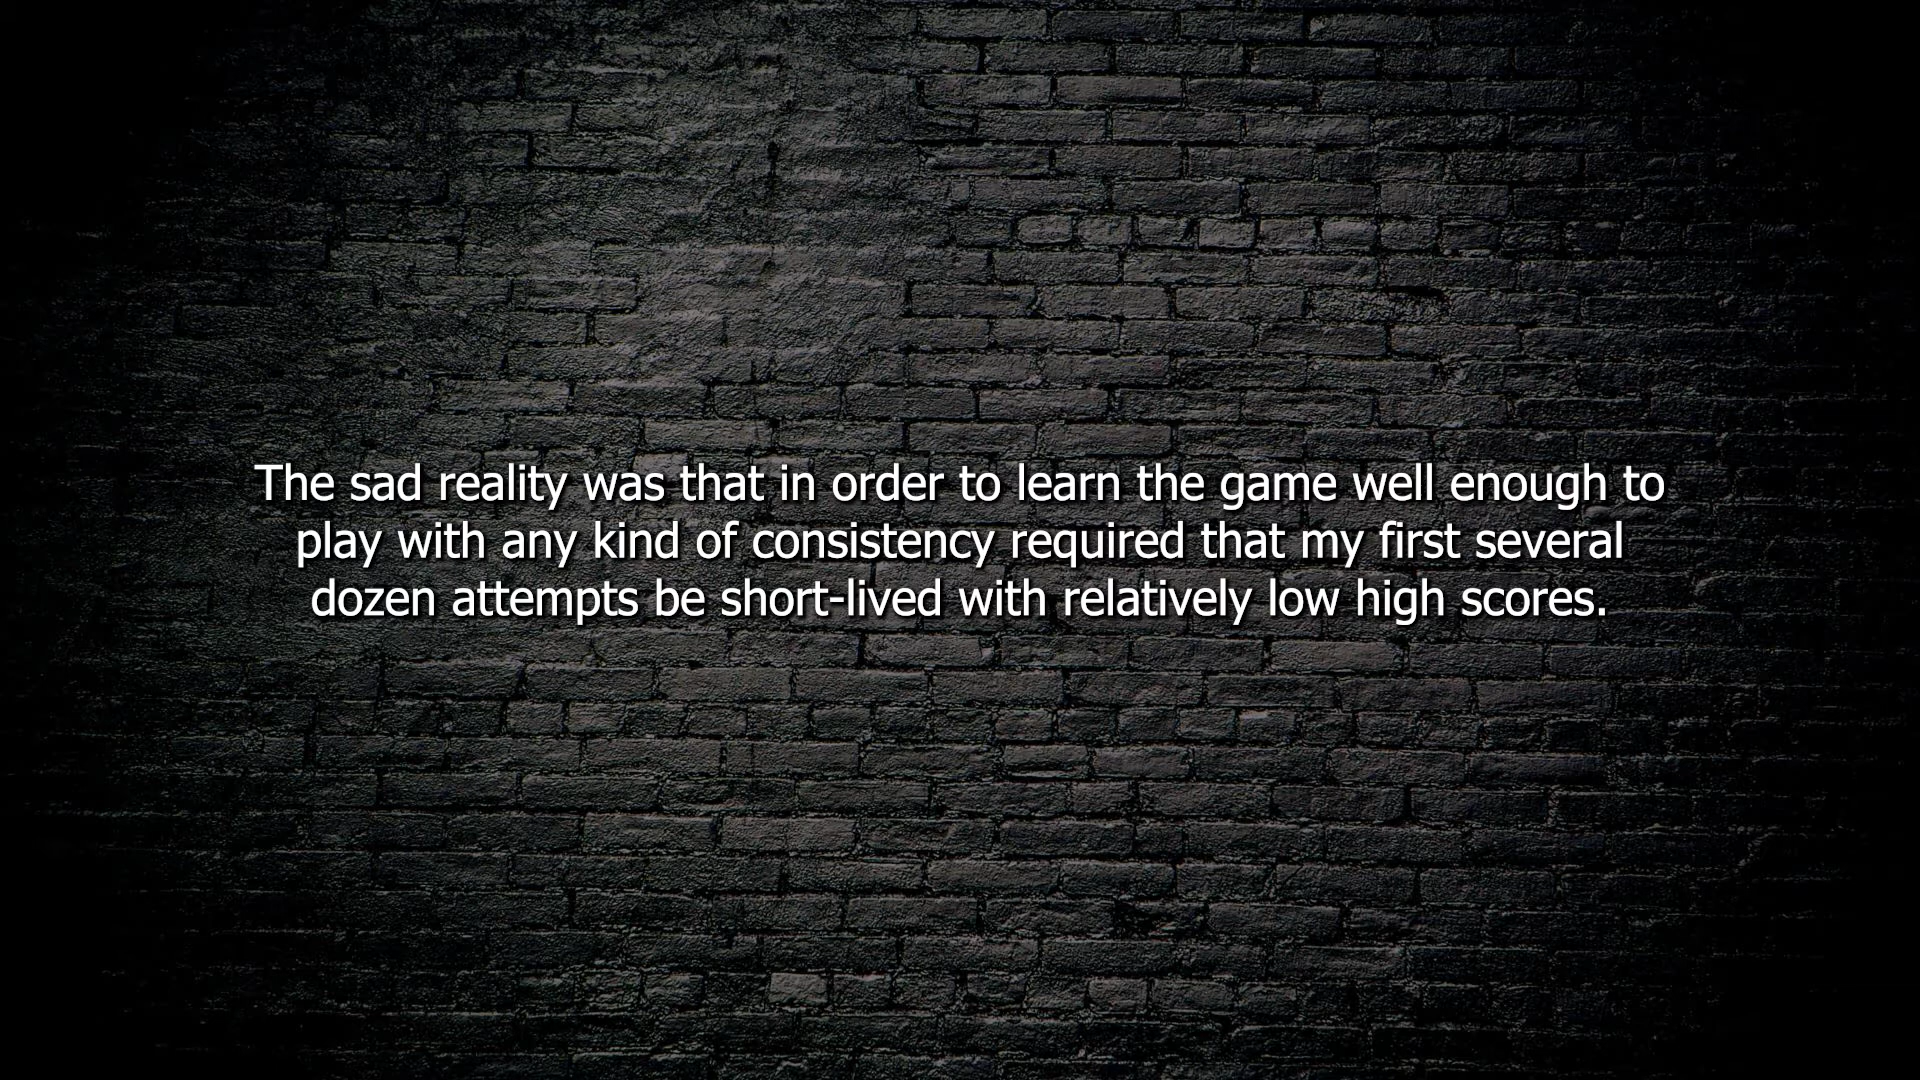 The sad reality was that in order to learn the game well enough to
play with any kind of consistency required that my first several
dozen attempts be short-lived with relatively low high scores.